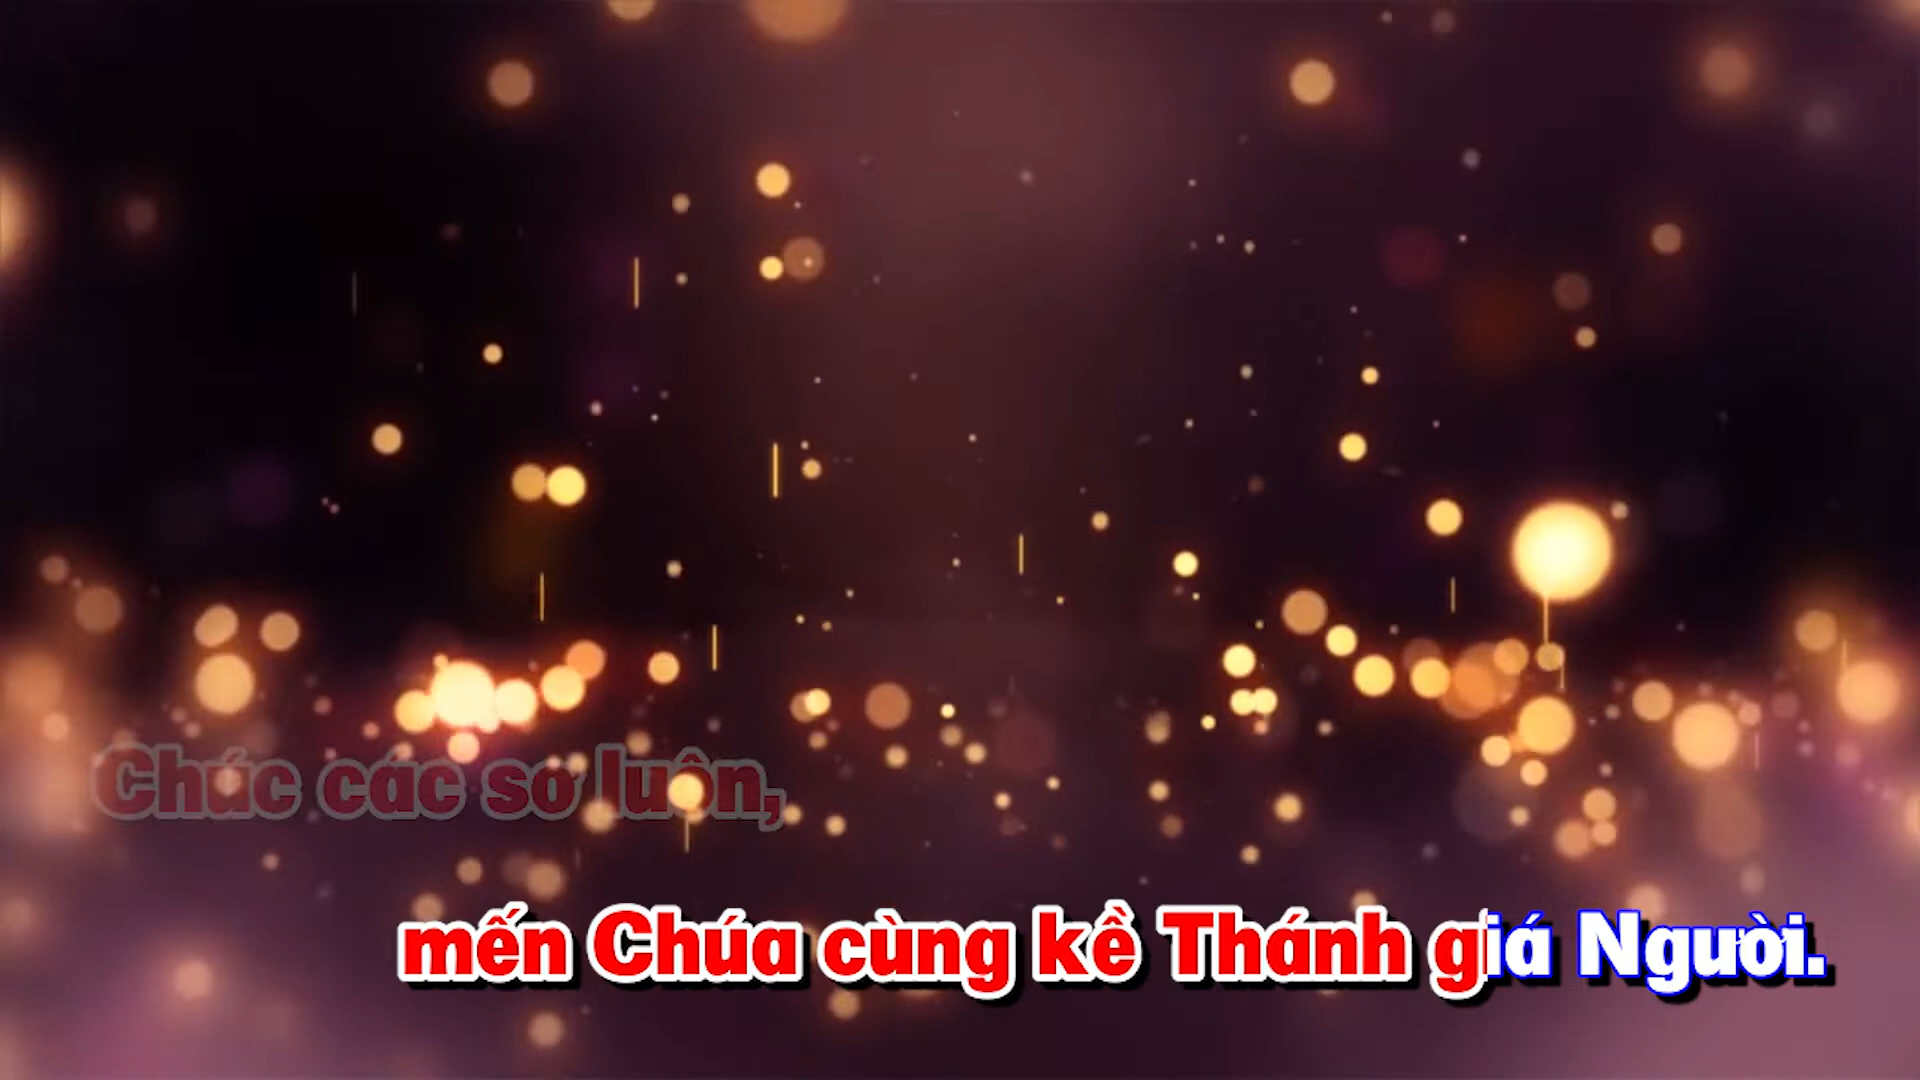 Chúc các sơ luôn,
mến Chúa cùng kề Thánh giá Người.